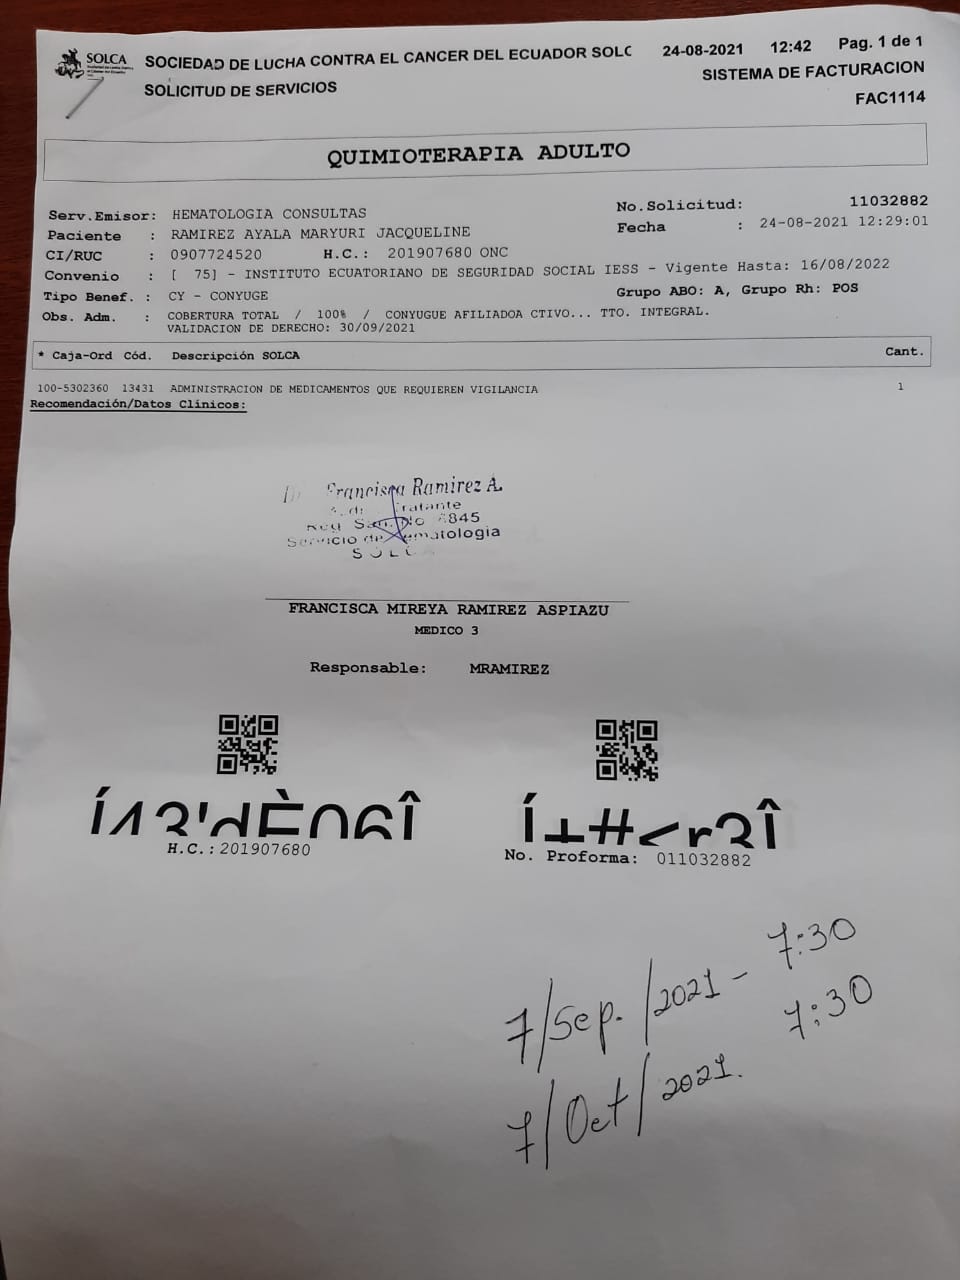 SOLCA SOCIEDAD DE LUCHA CONTRA EL CANCER DEL ECUADOR SOLC 24-08-2021 12:42 Pag. 1 de 1
SOLICITUD DE SERVICIOS SISTEMA DE FACTURACION
FAC1114
QUIMIOTERAPIA ADULTO
Serv.Emisor: HEMATOLOGIA CONSULTAS No.Solicitud: 11032882
Paciente : RAMIREZ AYALA MARYURI JACQUELINE Fecha : 24-08-2021 12:29:01
CI/RUC : 0907724520 H.C.: 201907680 ONC
Convenio : [ 75] - INSTITUTO ECUATORIANO DE SEGURIDAD SOCIAL IESS - Vigente Hasta: 16/08/2022
Tipo Benef. : CY - CONYUGE Grupo ABO: A, Grupo Rh: POS
Obs. Adm. : COBERTURA TOTAL / 100% / CONYUGUE AFILIADOA CTIVO... TTO. INTEGRAL.
VALIDACION DE DERECHO: 30/09/2021
* Caja-Ord Cód. Descripción SOLCA Cant.
100-5302360 13431 ADMINISTRACION DE MEDICAMENTOS QUE REQUIEREN VIGILANCIA 1
Recomendación/Datos Clínicos:
Francisca Ramirez A.
Tratante
Reg San. No 6845
Servicio de Hematologia
SOLCA
FRANCISCA MIREYA RAMIREZ ASPIAZU
MEDICO 3
Responsable: MRAMIREZ
H.C.:201907680
No. Proforma: 011032882
7/Sep./2021 - 7:30
7/Oct/2021. 7:30